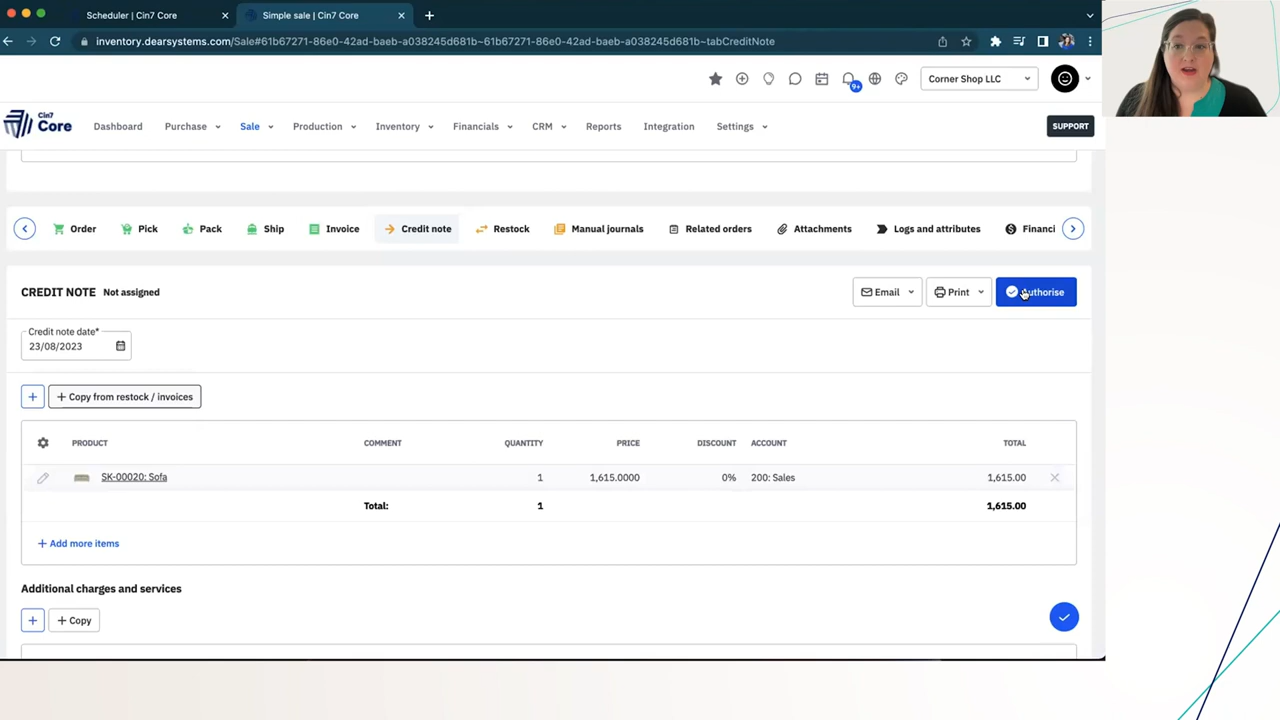 Scheduler | Cin7 Core
Simple sale | Cin7 Core
inventory.dearsystems.com/Sale#61b67271-86e0-42ad-baeb-a038245d681b~61b67271-86e0-42ad-baeb-a038245d681b~tabCreditNote
9+
Corner Shop LLC
Cin7
Core
Dashboard
Purchase
Sale
Production
Inventory
Financials
CRM
Reports
Integration
Settings
SUPPORT
Order
Pick
Pack
Ship
Invoice
Credit note
Restock
Manual journals
Related orders
Attachments
Logs and attributes
Financi
CREDIT NOTE Not assigned
Email
Print
Authorise
Credit note date*
23/08/2023
+ Copy from restock / invoices
PRODUCT COMMENT QUANTITY PRICE DISCOUNT ACCOUNT TOTAL
SK-00020: Sofa 1 1,615.0000 0% 200: Sales 1,615.00
Total: 1 1,615.00
+ Add more items
Additional charges and services
+ Copy